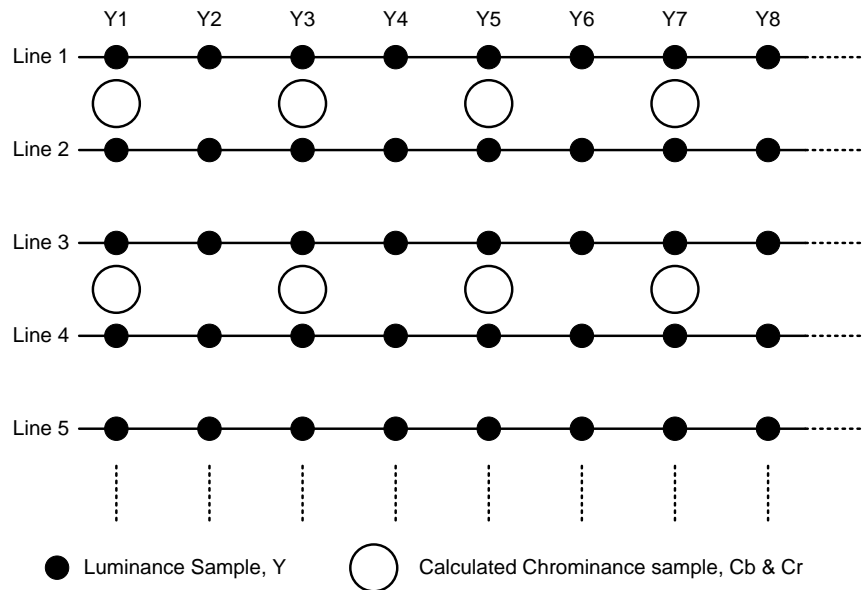 Y1 Y2 Y3 Y4 Y5 Y6 Y7 Y8
Line 1
Line 2
Line 3
Line 4
Line 5
Luminance Sample, Y Calculated Chrominance sample, Cb & Cr